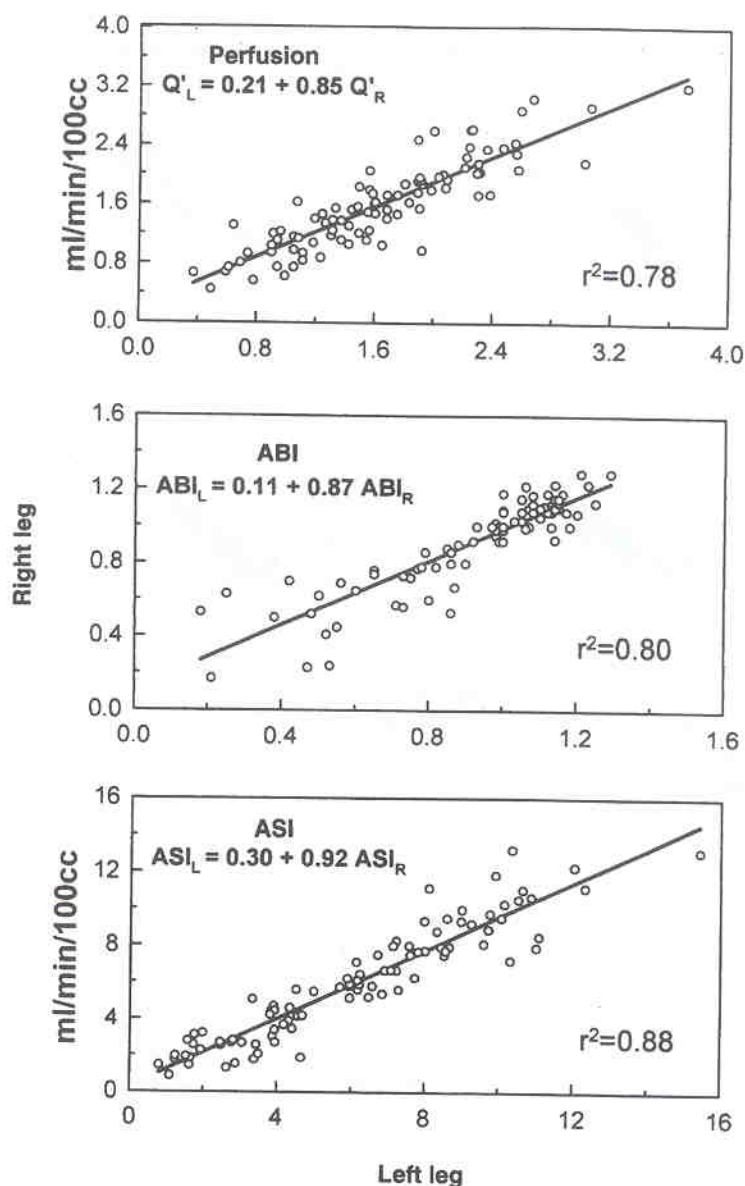 4.0
Perfusion
Q'L = 0.21 + 0.85 Q'R
3.2
2.4
1.6
0.8
0.0
ml/min/100cc
r²=0.78
0.0 0.8 1.6 2.4 3.2 4.0
1.6
ABI
ABIL = 0.11 + 0.87 ABIR
1.2
0.8
0.4
0.0
Right leg
r²=0.80
0.0 0.4 0.8 1.2 1.6
16
ASI
ASIL = 0.30 + 0.92 ASIR
12
8
4
0
ml/min/100cc
r²=0.88
0 4 8 12 16
Left leg